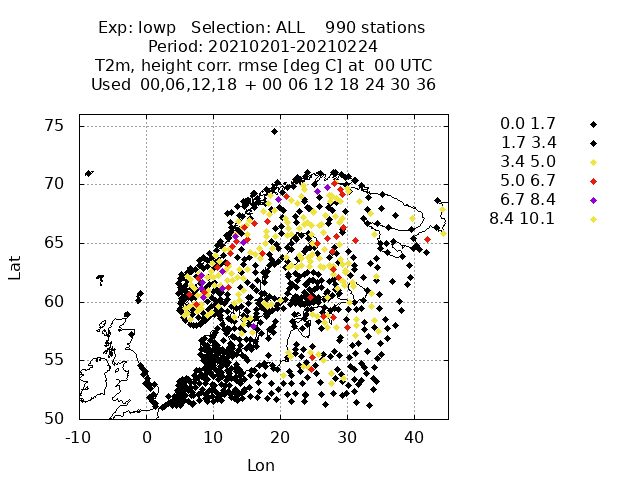 Exp: lowp   Selection: ALL    990 stations
Period: 20210201-20210224
T2m, height corr. rmse [deg C] at  00 UTC
Used  00,06,12,18  + 00 06 12 18 24 30 36
0.0 1.7
1.7 3.4
3.4 5.0
5.0 6.7
6.7 8.4
8.4 10.1
75
70
65
60
55
50
Lat
-10 0 10 20 30 40
Lon